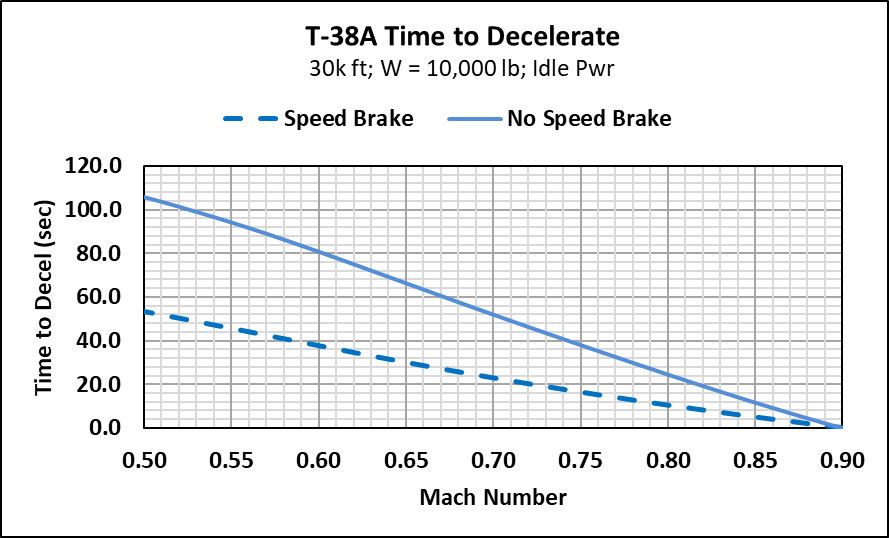 T-38A Time to Decelerate
30k ft; W = 10,000 lb; Idle Pwr
Speed Brake No Speed Brake
Time to Decel (sec)
120.0
100.0
80.0
60.0
40.0
20.0
0.0
0.50 0.55 0.60 0.65 0.70 0.75 0.80 0.85 0.90
Mach Number